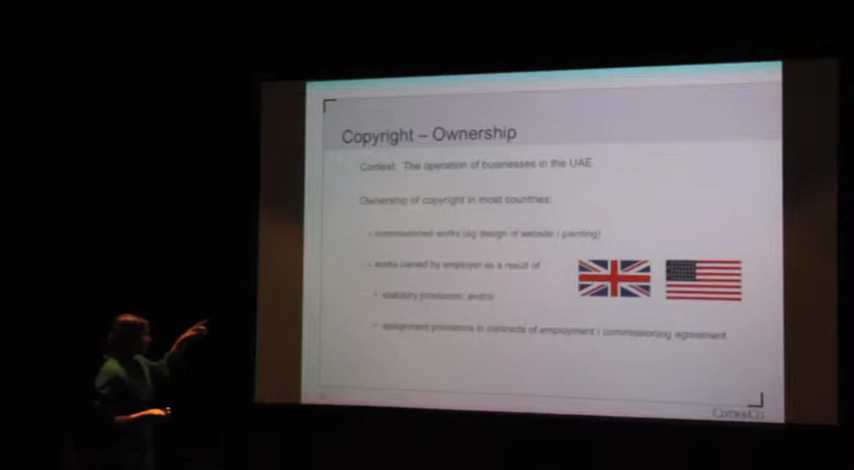 Copyright – Ownership
Context: The operation of businesses in the UAE
Ownership of copyright in most countries:
- commissioned works (eg design of website / painting)
- works owned by employer as a result of
* statutory provisions; and/or
* assignment provisions in contracts of employment / commissioning agreement